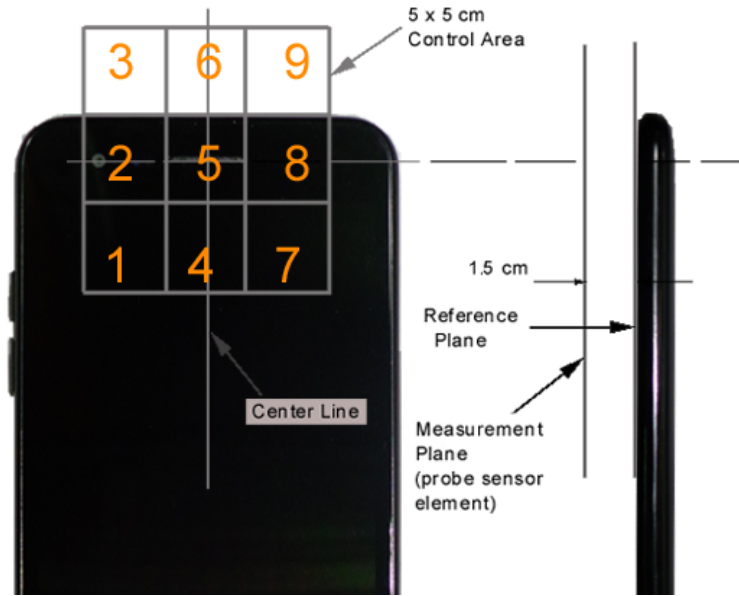 5 x 5 cm
Control Area
3 6 9
2 5 8
1 4 7
1.5 cm
Reference
Plane
Center Line
Measurement
Plane
(probe sensor
element)